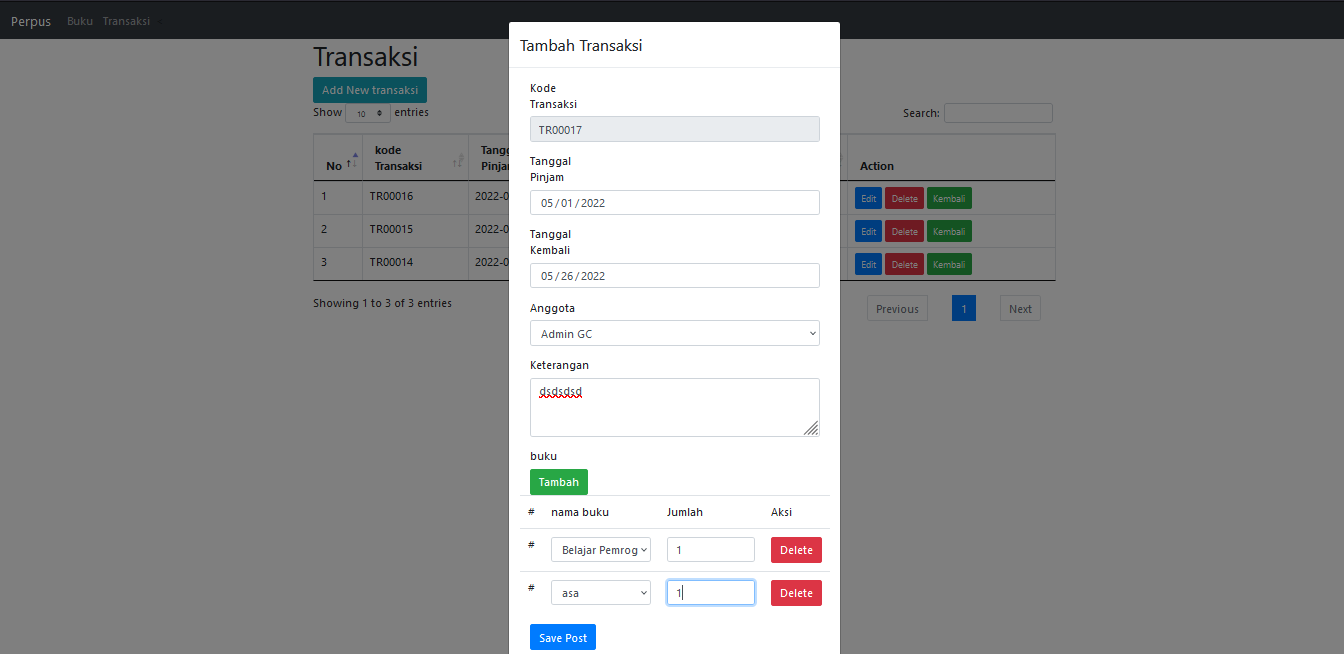 Perpus Buku Transaksi
Transaksi
Add New transaksi
Show 10 entries
Search:
No
kode
Transaksi
Pinja
Action
1 TR00016 2022-0 Edit Delete Kembali
2 TR00015 2022-0 Edit Delete Kembali
3 TR00014 2022-0 Edit Delete Kembali
Showing 1 to 3 of 3 entries
Previous 1 Next
Tambah Transaksi
Kode
Transaksi
TR00017
Tanggal
Pinjam
05/01/2022
Tanggal
Kembali
05/26/2022
Anggota
Admin GC
Keterangan
dsdsdsd
buku
Tambah
# nama buku Jumlah Aksi
# Belajar Pemrog 1 Delete
# asa 1 Delete
Save Post